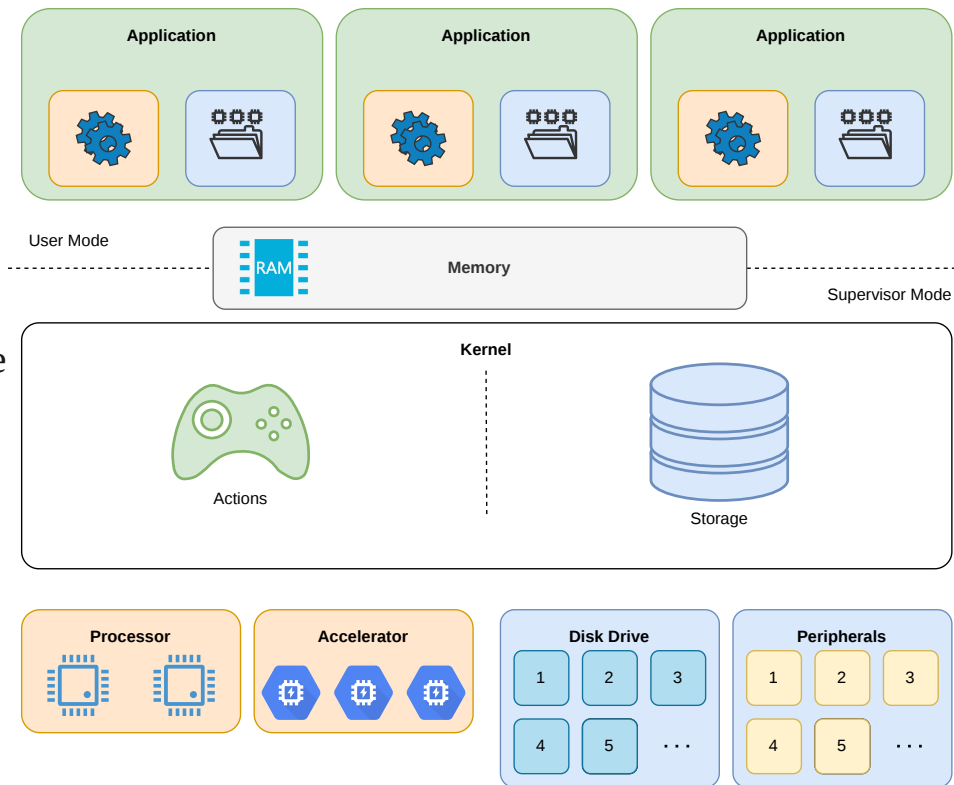 Application
Application
Application
User Mode
RAM
Memory
Supervisor Mode
e
Kernel
Actions
Storage
Processor
Accelerator
Disk Drive
1 2 3
4 5 ...
Peripherals
1 2 3
4 5 ...